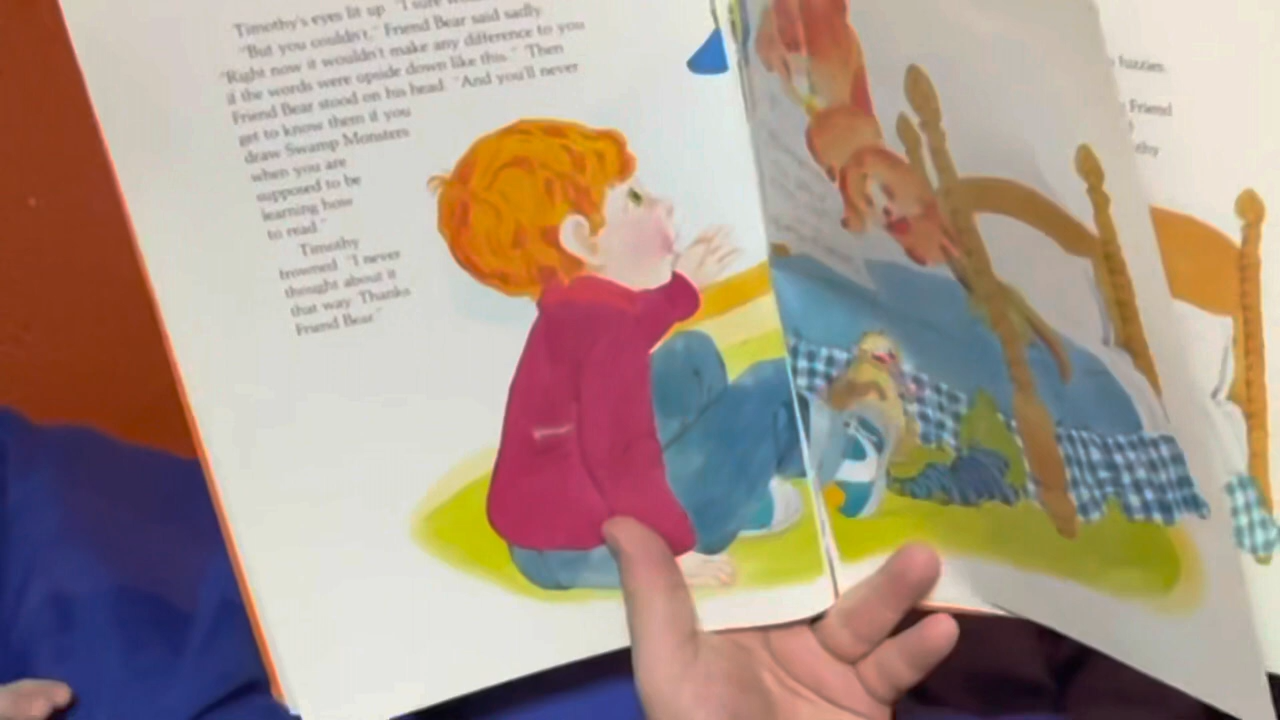 Timothy's eyes lit up. "I sure
"But you couldn't," Friend Bear said sadly.
"Right now it wouldn't make any difference to you
if the words were upside down like this." Then
Friend Bear stood on his head. "And you'll never
get to know them if you
draw Swamp Monsters
when you are
supposed to be
learning how
to read."
Timothy
frowned. "I never
thought about it
that way. Thanks
Friend Bear."
fuzzies.
Friend